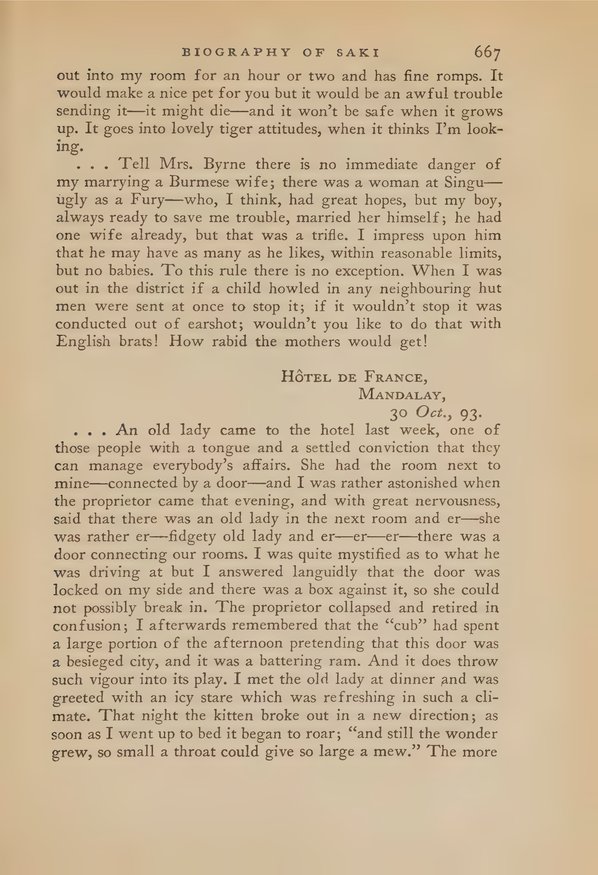 BIOGRAPHY OF SAKI 667
out into my room for an hour or two and has fine romps. It
would make a nice pet for you but it would be an awful trouble
sending it—it might die—and it won't be safe when it grows
up. It goes into lovely tiger attitudes, when it thinks I'm look-
ing.
. . . Tell Mrs. Byrne there is no immediate danger of
my marrying a Burmese wife; there was a woman at Singu—
ugly as a Fury—who, I think, had great hopes, but my boy,
always ready to save me trouble, married her himself; he had
one wife already, but that was a trifle. I impress upon him
that he may have as many as he likes, within reasonable limits,
but no babies. To this rule there is no exception. When I was
out in the district if a child howled in any neighbouring hut
men were sent at once to stop it; if it wouldn't stop it was
conducted out of earshot; wouldn't you like to do that with
English brats! How rabid the mothers would get!
HÔTEL DE FRANCE,
MANDALAY,
30 Oct., 93.
. . . An old lady came to the hotel last week, one of
those people with a tongue and a settled conviction that they
can manage everybody's affairs. She had the room next to
mine—connected by a door—and I was rather astonished when
the proprietor came that evening, and with great nervousness,
said that there was an old lady in the next room and er—she
was rather er—fidgety old lady and er—er—er—there was a
door connecting our rooms. I was quite mystified as to what he
was driving at but I answered languidly that the door was
locked on my side and there was a box against it, so she could
not possibly break in. The proprietor collapsed and retired in
confusion; I afterwards remembered that the "cub" had spent
a large portion of the afternoon pretending that this door was
a besieged city, and it was a battering ram. And it does throw
such vigour into its play. I met the old lady at dinner and was
greeted with an icy stare which was refreshing in such a cli-
mate. That night the kitten broke out in a new direction; as
soon as I went up to bed it began to roar; "and still the wonder
grew, so small a throat could give so large a mew." The more